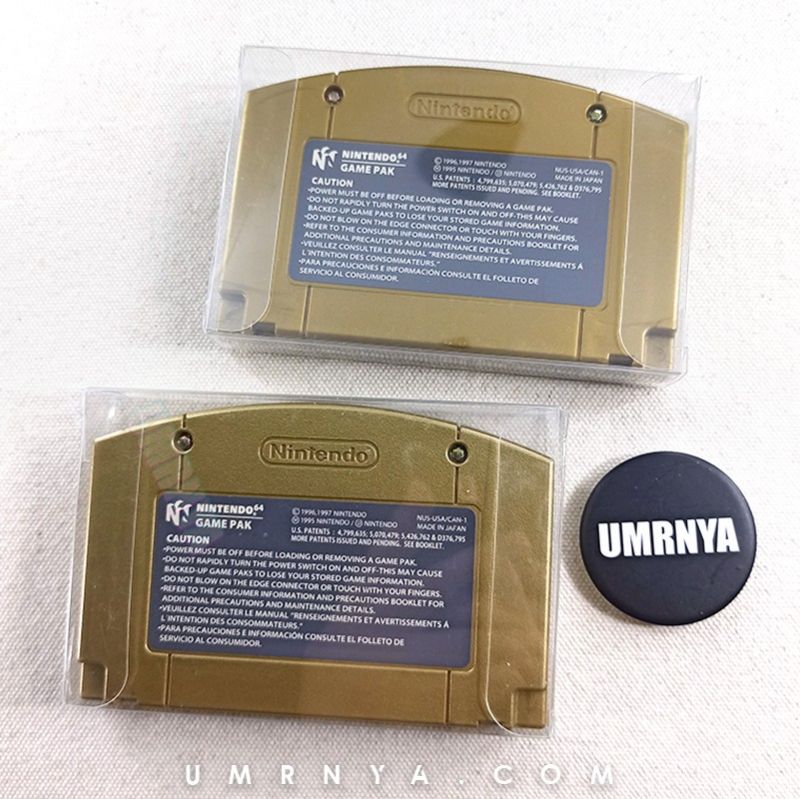 Nintendo
NINTENDO64
GAME PAK
© 1996,1997 NINTENDO
Ⓜ 1995 NINTENDO / Ⓙ NINTENDO
U.S. PATENTS : 4,799,635; 5,070,479; 5,426,762 & D376,795
MORE PATENTS ISSUED AND PENDING. SEE BOOKLET.
NUS-USA/CAN-1
MADE IN JAPAN
CAUTION
•POWER MUST BE OFF BEFORE LOADING OR REMOVING A GAME PAK.
•DO NOT RAPIDLY TURN THE POWER SWITCH ON AND OFF-THIS MAY CAUSE
BACKED-UP GAME PAKS TO LOSE YOUR STORED GAME INFORMATION.
•DO NOT BLOW ON THE EDGE CONNECTOR OR TOUCH WITH YOUR FINGERS.
•REFER TO THE CONSUMER INFORMATION AND PRECAUTIONS BOOKLET FOR
ADDITIONAL PRECAUTIONS AND MAINTENANCE DETAILS.
•VEUILLEZ CONSULTER LE MANUAL "RENSEIGNEMENTS ET AVERTISSEMENTS À
L'INTENTION DES CONSOMMATEURS."
•PARA PRECAUCIONES E INFORMACIÓN CONSULTE EL FOLLETO DE
SERVICIO AL CONSUMIDOR.
Nintendo
NINTENDO64
GAME PAK
© 1996,1997 NINTENDO
Ⓜ 1995 NINTENDO / Ⓙ NINTENDO
U.S. PATENTS : 4,799,635; 5,070,479; 5,426,762 & D376,795
MORE PATENTS ISSUED AND PENDING. SEE BOOKLET.
NUS-USA/CAN-1
MADE IN JAPAN
CAUTION
•POWER MUST BE OFF BEFORE LOADING OR REMOVING A GAME PAK.
•DO NOT RAPIDLY TURN THE POWER SWITCH ON AND OFF-THIS MAY CAUSE
BACKED-UP GAME PAKS TO LOSE YOUR STORED GAME INFORMATION.
•DO NOT BLOW ON THE EDGE CONNECTOR OR TOUCH WITH YOUR FINGERS.
•REFER TO THE CONSUMER INFORMATION AND PRECAUTIONS BOOKLET FOR
ADDITIONAL PRECAUTIONS AND MAINTENANCE DETAILS.
•VEUILLEZ CONSULTER LE MANUAL "RENSEIGNEMENTS ET AVERTISSEMENTS À
L'INTENTION DES CONSOMMATEURS."
•PARA PRECAUCIONES E INFORMACIÓN CONSULTE EL FOLLETO DE
SERVICIO AL CONSUMIDOR.
UMRNYA
UMRNYA.COM